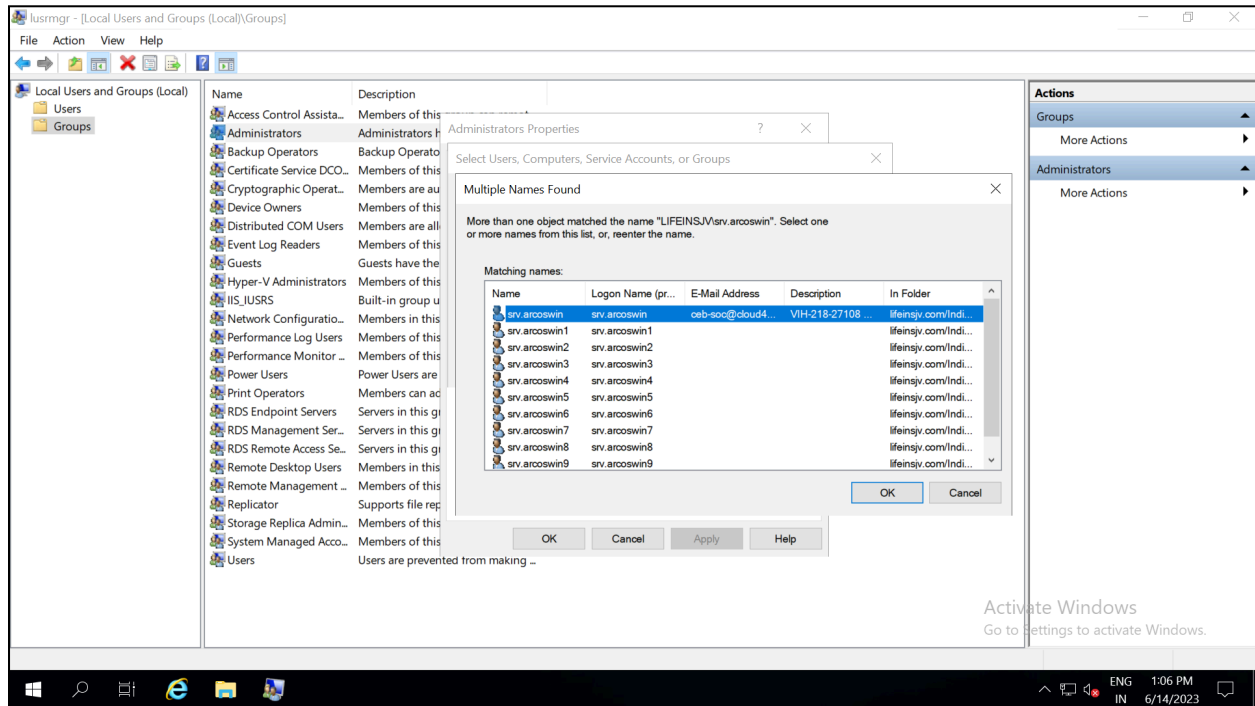 lusrmgr - [Local Users and Groups (Local)\Groups]
File Action View Help
Local Users and Groups (Local)
Users
Groups
Name Description
Access Control Assista... Members of this
Administrators Administrators h
Backup Operators Backup Operato
Certificate Service DCO... Members of this
Cryptographic Operat... Members are au
Device Owners Members of this
Distributed COM Users Members are all
Event Log Readers Members of this
Guests Guests have the
Hyper-V Administrators Members of this
IIS_IUSRS Built-in group u
Network Configuratio... Members in this
Performance Log Users Members of this
Performance Monitor ... Members of this
Power Users Power Users are
Print Operators Members can ad
RDS Endpoint Servers Servers in this gr
RDS Management Ser... Servers in this gr
RDS Remote Access Se... Servers in this gr
Remote Desktop Users Members in this
Remote Management ... Members of this
Replicator Supports file rep
Storage Replica Admin... Members of this
System Managed Acco... Members of this
Users Users are prevented from making ...
Administrators Properties ?
Select Users, Computers, Service Accounts, or Groups
Multiple Names Found
More than one object matched the name "LIFEINSJV\srv.arcoswin". Select one
or more names from this list, or, reenter the name.
Matching names:
Name Logon Name (pr... E-Mail Address Description In Folder
srv.arcoswin srv.arcoswin ceb-soc@cloud4... VIH-218-27108 ... lifeinsjv.com/Indi...
srv.arcoswin1 srv.arcoswin1 lifeinsjv.com/Indi...
srv.arcoswin2 srv.arcoswin2 lifeinsjv.com/Indi...
srv.arcoswin3 srv.arcoswin3 lifeinsjv.com/Indi...
srv.arcoswin4 srv.arcoswin4 lifeinsjv.com/Indi...
srv.arcoswin5 srv.arcoswin5 lifeinsjv.com/Indi...
srv.arcoswin6 srv.arcoswin6 lifeinsjv.com/Indi...
srv.arcoswin7 srv.arcoswin7 lifeinsjv.com/Indi...
srv.arcoswin8 srv.arcoswin8 lifeinsjv.com/Indi...
srv.arcoswin9 srv.arcoswin9 lifeinsjv.com/Indi...
OK Cancel
OK Cancel Apply Help
Actions
Groups
More Actions
Administrators
More Actions
Activate Windows
Go to Settings to activate Windows.
ENG 1:06 PM
IN 6/14/2023